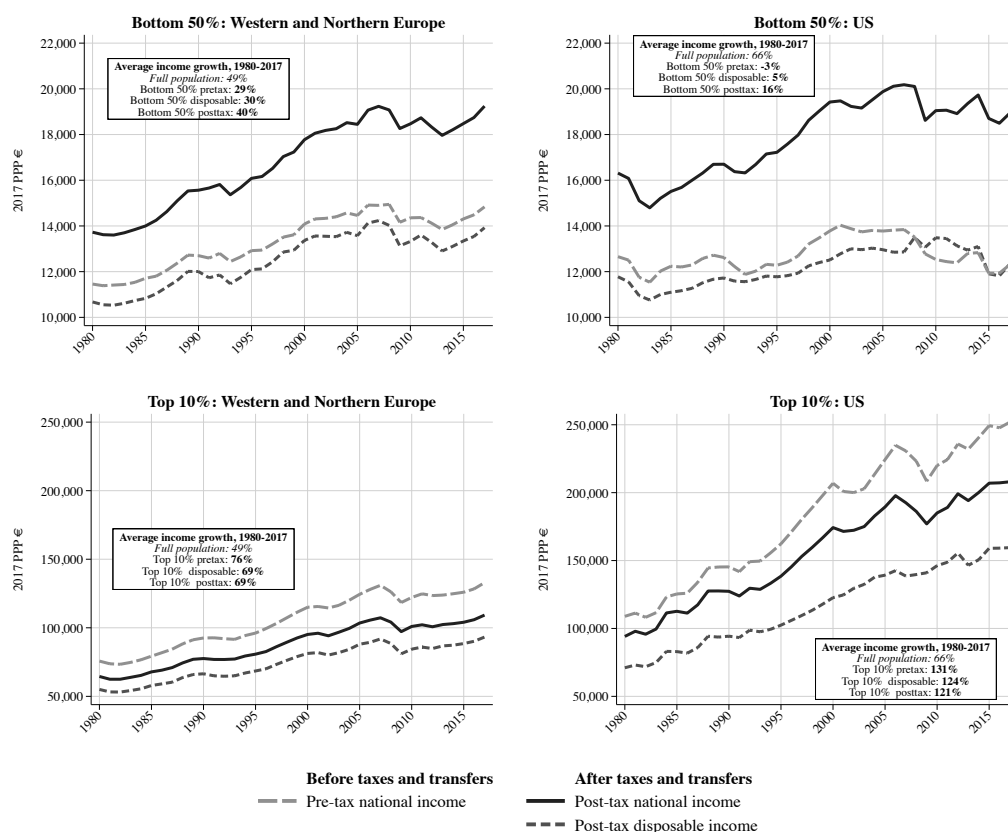 Bottom 50%: Western and Northern Europe
22,000
20,000
18,000
16,000
14,000
12,000
10,000
2017 PPP €
Average income growth, 1980-2017
Full population: 49%
Bottom 50% pretax: 29%
Bottom 50% disposable: 30%
Bottom 50% posttax: 40%
1980
1985
1990
1995
2000
2005
2010
2015
Bottom 50%: US
22,000
20,000
18,000
16,000
14,000
12,000
10,000
2017 PPP €
Average income growth, 1980-2017
Full population: 66%
Bottom 50% pretax: -3%
Bottom 50% disposable: 5%
Bottom 50% posttax: 16%
1980
1985
1990
1995
2000
2005
2010
2015
Top 10%: Western and Northern Europe
250,000
200,000
150,000
100,000
50,000
2017 PPP €
Average income growth, 1980-2017
Full population: 49%
Top 10% pretax: 76%
Top 10% disposable: 69%
Top 10% posttax: 69%
1980
1985
1990
1995
2000
2005
2010
2015
Top 10%: US
250,000
200,000
150,000
100,000
50,000
2017 PPP €
Average income growth, 1980-2017
Full population: 66%
Top 10% pretax: 131%
Top 10% disposable: 124%
Top 10% posttax: 121%
1980
1985
1990
1995
2000
2005
2010
2015
Before taxes and transfers
Pre-tax national income
After taxes and transfers
Post-tax national income
Post-tax disposable income